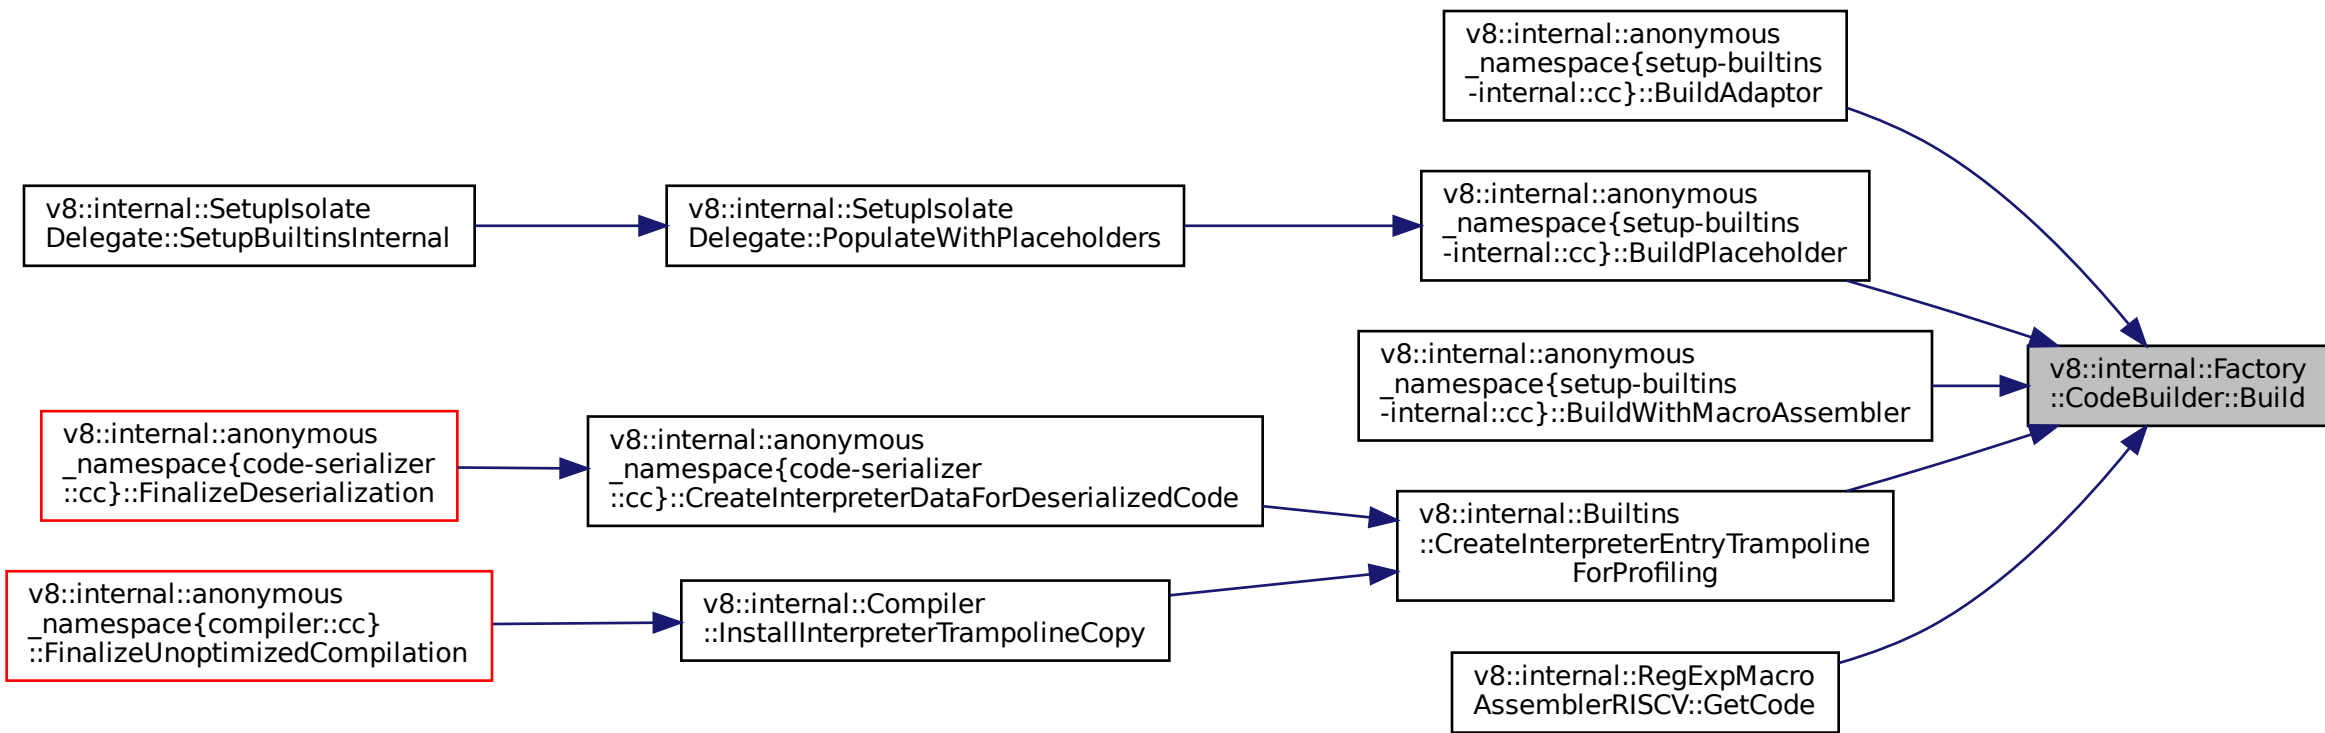 v8::internal::anonymous
_namespace{setup-builtins
-internal::cc}::BuildAdaptor
v8::internal::SetupIsolate
Delegate::SetupBuiltinsInternal
v8::internal::SetupIsolate
Delegate::PopulateWithPlaceholders
v8::internal::anonymous
_namespace{setup-builtins
-internal::cc}::BuildPlaceholder
v8::internal::anonymous
_namespace{setup-builtins
-internal::cc}::BuildWithMacroAssembler
v8::internal::Factory
::CodeBuilder::Build
v8::internal::anonymous
_namespace{code-serializer
::cc}::FinalizeDeserialization
v8::internal::anonymous
_namespace{code-serializer
::cc}::CreateInterpreterDataForDeserializedCode
v8::internal::Builtins
::CreateInterpreterEntryTrampoline
ForProfiling
v8::internal::anonymous
_namespace{compiler::cc}
::FinalizeUnoptimizedCompilation
v8::internal::Compiler
::InstallInterpreterTrampolineCopy
v8::internal::RegExpMacro
AssemblerRISCV::GetCode